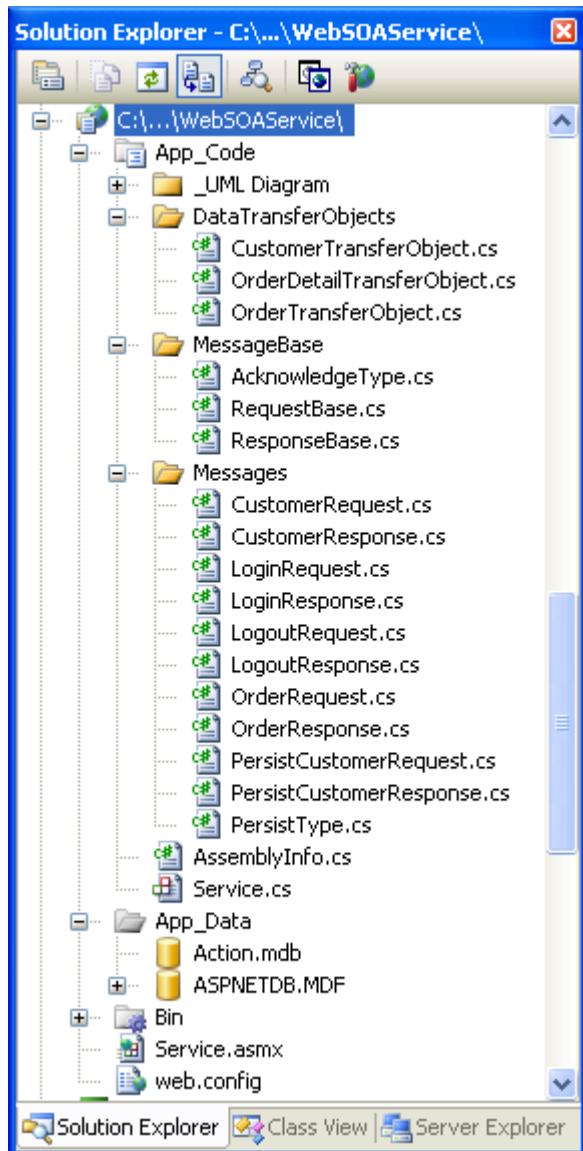 Solution Explorer - C:\...\WebSOAService\
C:\...\WebSOAService\
App_Code
_UML Diagram
DataTransferObjects
CustomerTransferObject.cs
OrderDetailTransferObject.cs
OrderTransferObject.cs
MessageBase
AcknowledgeType.cs
RequestBase.cs
ResponseBase.cs
Messages
CustomerRequest.cs
CustomerResponse.cs
LoginRequest.cs
LoginResponse.cs
LogoutRequest.cs
LogoutResponse.cs
OrderRequest.cs
OrderResponse.cs
PersistCustomerRequest.cs
PersistCustomerResponse.cs
PersistType.cs
AssemblyInfo.cs
Service.cs
App_Data
Action.mdb
ASPNETDB.MDF
Bin
Service.asmx
web.config
Solution Explorer Class View Server Explorer